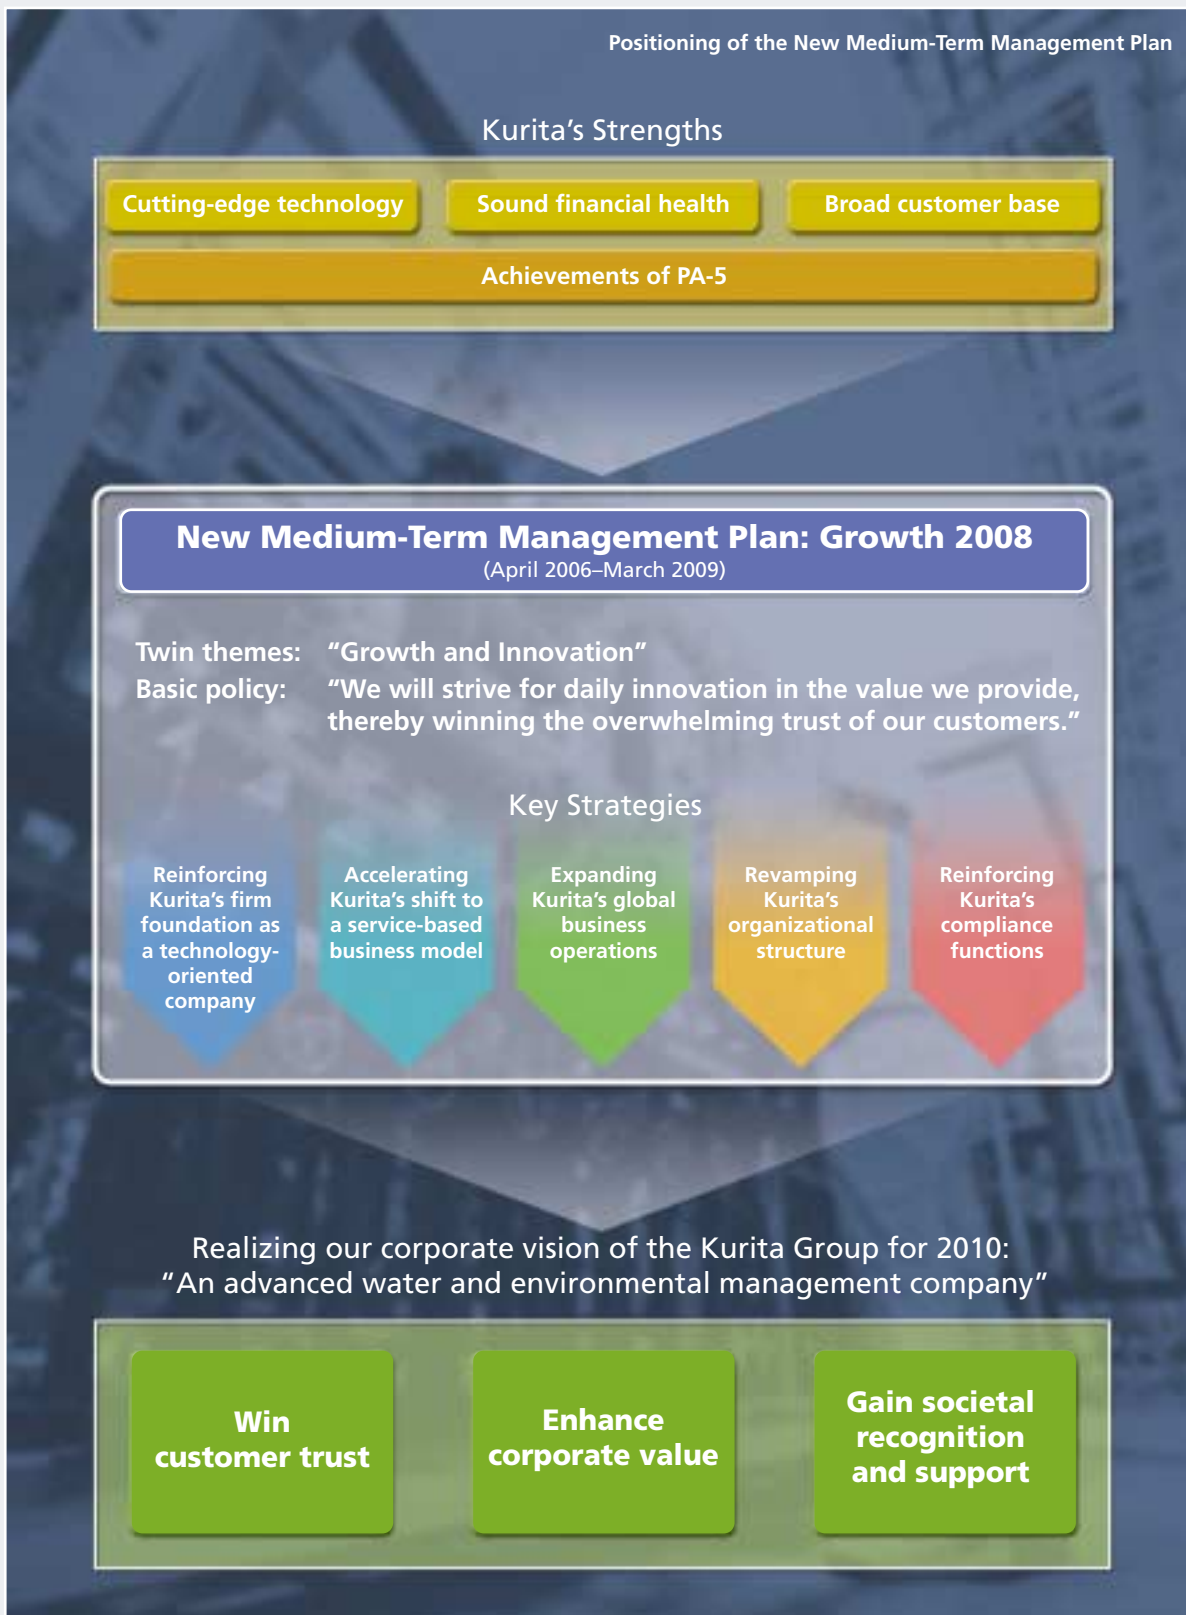 Positioning of the New Medium-Term Management Plan
Kurita’s Strengths
Cutting-edge technology
Sound financial health
Broad customer base
Achievements of PA-5
New Medium-Term Management Plan: Growth 2008
(April 2006–March 2009)
Twin themes: “Growth and Innovation”
Basic policy: “We will strive for daily innovation in the value we provide,
thereby winning the overwhelming trust of our customers.”
Key Strategies
Reinforcing
Kurita’s firm
foundation as
a technology-
oriented
company
Accelerating
Kurita’s shift to
a service-based
business model
Expanding
Kurita’s global
business
operations
Revamping
Kurita’s
organizational
structure
Reinforcing
Kurita’s
compliance
functions
Realizing our corporate vision of the Kurita Group for 2010:
“An advanced water and environmental management company”
Win
customer trust
Enhance
corporate value
Gain societal
recognition
and support